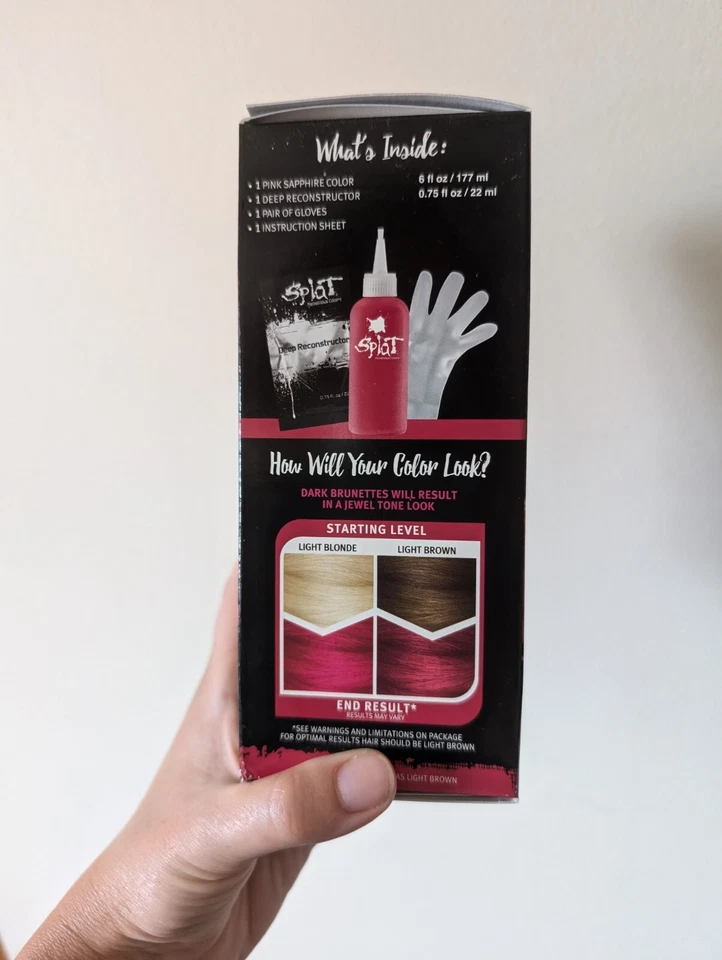 What's Inside:
• 1 PINK SAPPHIRE COLOR 6 fl oz / 177 ml
• 1 DEEP RECONSTRUCTOR 0.75 fl oz / 22 ml
• 1 PAIR OF GLOVES
• 1 INSTRUCTION SHEET
Splat
Deep Reconstructor
Splat
How Will Your Color Look?
DARK BRUNETTES WILL RESULT
IN A JEWEL TONE LOOK
STARTING LEVEL
LIGHT BLONDE LIGHT BROWN
END RESULT*
RESULTS MAY VARY
*SEE WARNINGS AND LIMITATIONS ON PACKAGE
FOR OPTIMAL RESULTS HAIR SHOULD BE LIGHT BROWN
AS LIGHT BROWN